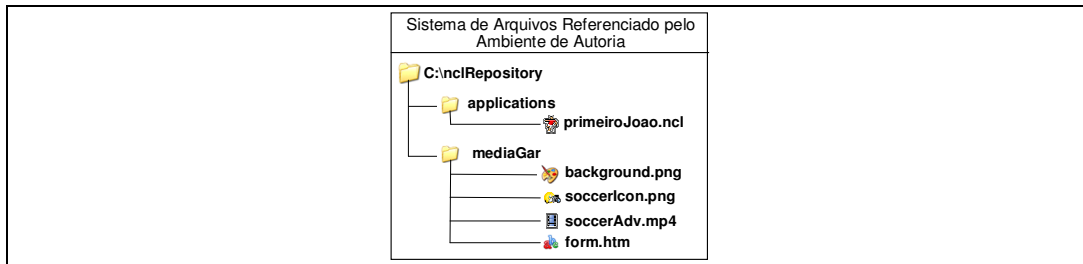 Sistema de Arquivos Referenciado pelo
Ambiente de Autoria
C:\nclRepository
applications
primeiroJoao.ncl
mediaGar
background.png
soccerIcon.png
soccerAdv.mp4
form.htm